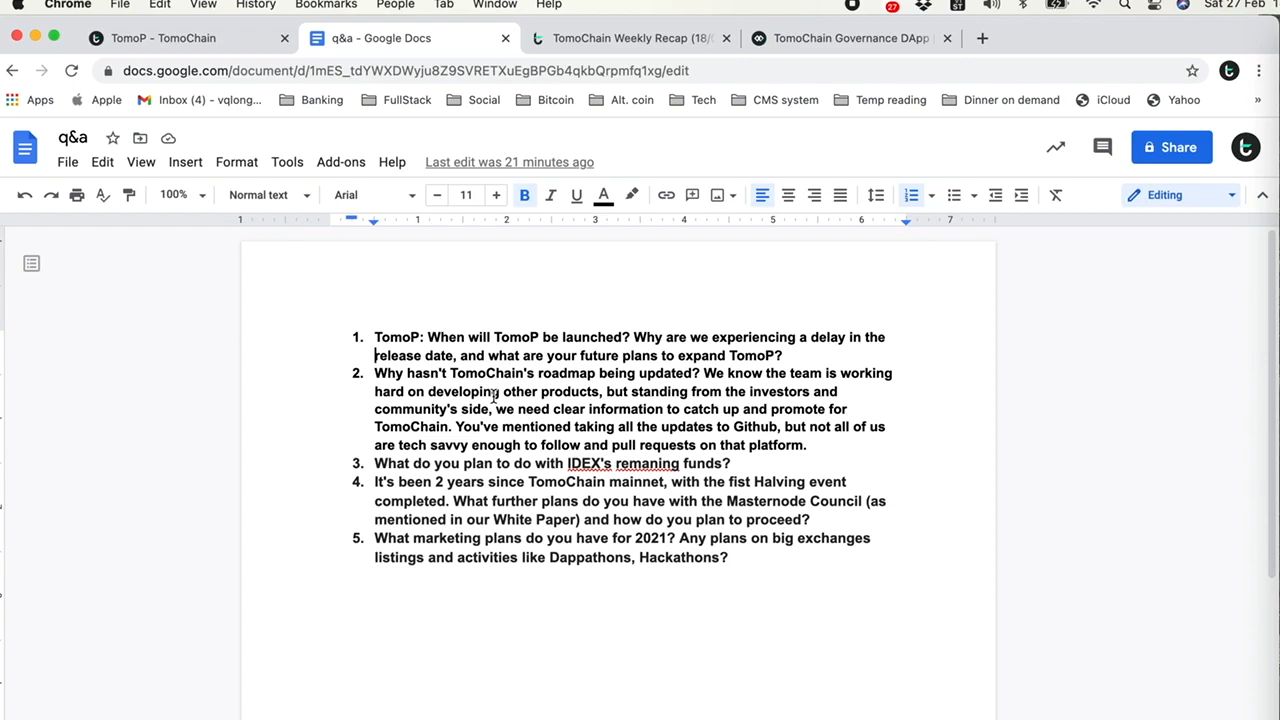 Chrome File Edit View History Bookmarks People Tab Window Help 27 ST Sat 27 Feb
TomoP - TomoChain q&a - Google Docs TomoChain Weekly Recap (18/ TomoChain Governance DApp
docs.google.com/document/d/1mES_tdYWXDWyju8Z9SVRETXuEgBPGb4qkbQrpmfq1xg/edit
Apps Apple Inbox (4) - vqlong... Banking FullStack Social Bitcoin Alt. coin Tech CMS system Temp reading Dinner on demand iCloud Yahoo »
q&a
Share
File Edit View Insert Format Tools Add-ons Help Last edit was 21 minutes ago
100% Normal text Arial - 11 + B I U A Editing
1 1 2 3 4 5 6 7
1. TomoP: When will TomoP be launched? Why are we experiencing a delay in the
release date, and what are your future plans to expand TomoP?
2. Why hasn't TomoChain's roadmap being updated? We know the team is working
hard on developing other products, but standing from the investors and
community's side, we need clear information to catch up and promote for
TomoChain. You've mentioned taking all the updates to Github, but not all of us
are tech savvy enough to follow and pull requests on that platform.
3. What do you plan to do with IDEX's remaning funds?
4. It's been 2 years since TomoChain mainnet, with the fist Halving event
completed. What further plans do you have with the Masternode Council (as
mentioned in our White Paper) and how do you plan to proceed?
5. What marketing plans do you have for 2021? Any plans on big exchanges
listings and activities like Dappathons, Hackathons?